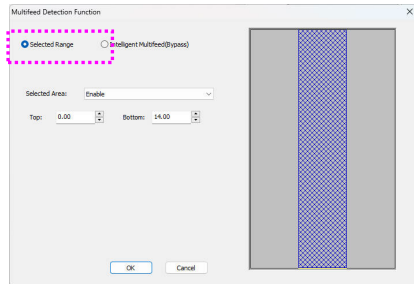 Multifeed Detection Function
Selected Range
Intelligent Multifeed(Bypass)
Selected Area: Enable
Top: 0.00 Bottom: 14.00
OK Cancel